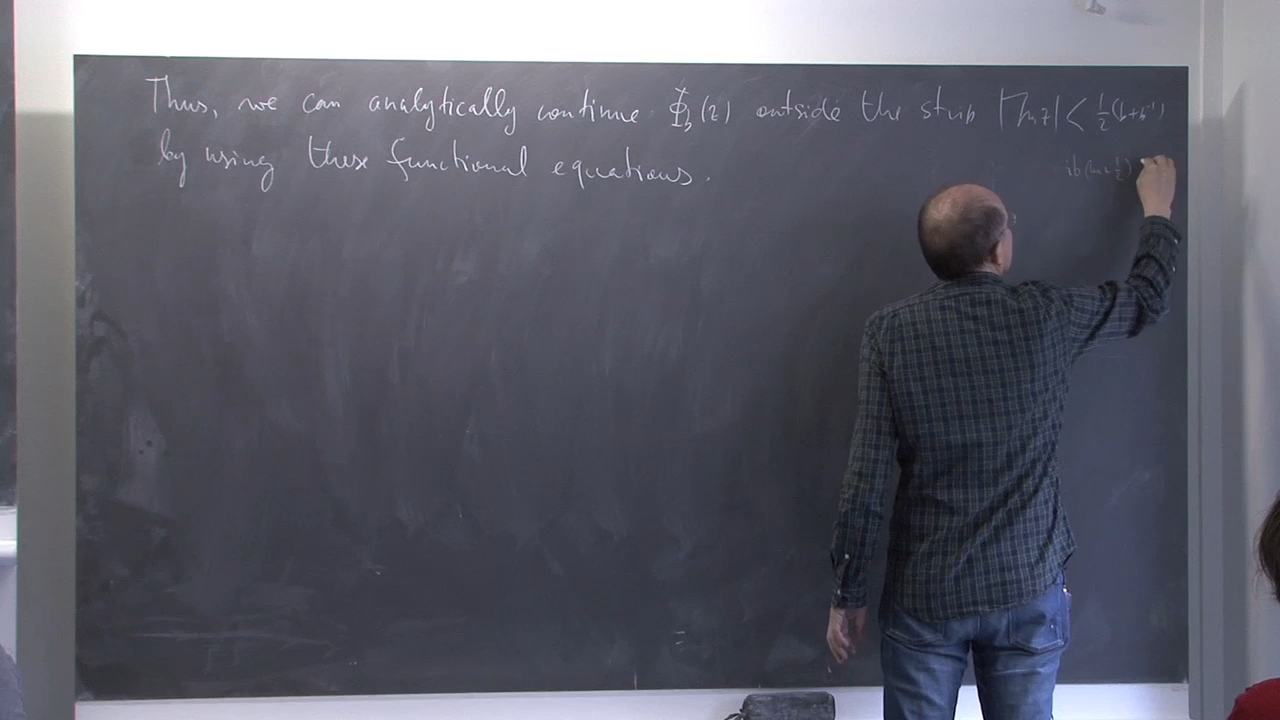 Thus, we can analytically continue Φ_b(z) outside the strip |Im z| < 1/2 (b+b⁻¹)
by using these functional equations.
ib(m+1/2)